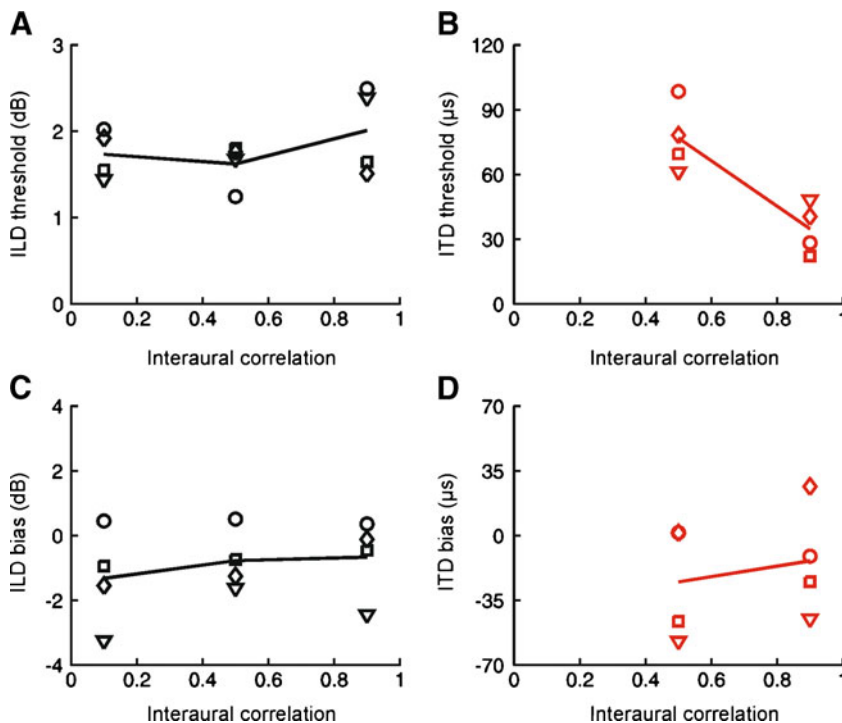 A
3
2
1
0
ILD threshold (dB)
0 0.2 0.4 0.6 0.8 1
Interaural correlation
B
120
90
60
30
0
ITD threshold (µs)
0 0.2 0.4 0.6 0.8 1
Interaural correlation
C
4
2
0
-2
-4
ILD bias (dB)
0 0.2 0.4 0.6 0.8 1
Interaural correlation
D
70
35
0
-35
-70
ITD bias (µs)
0 0.2 0.4 0.6 0.8 1
Interaural correlation